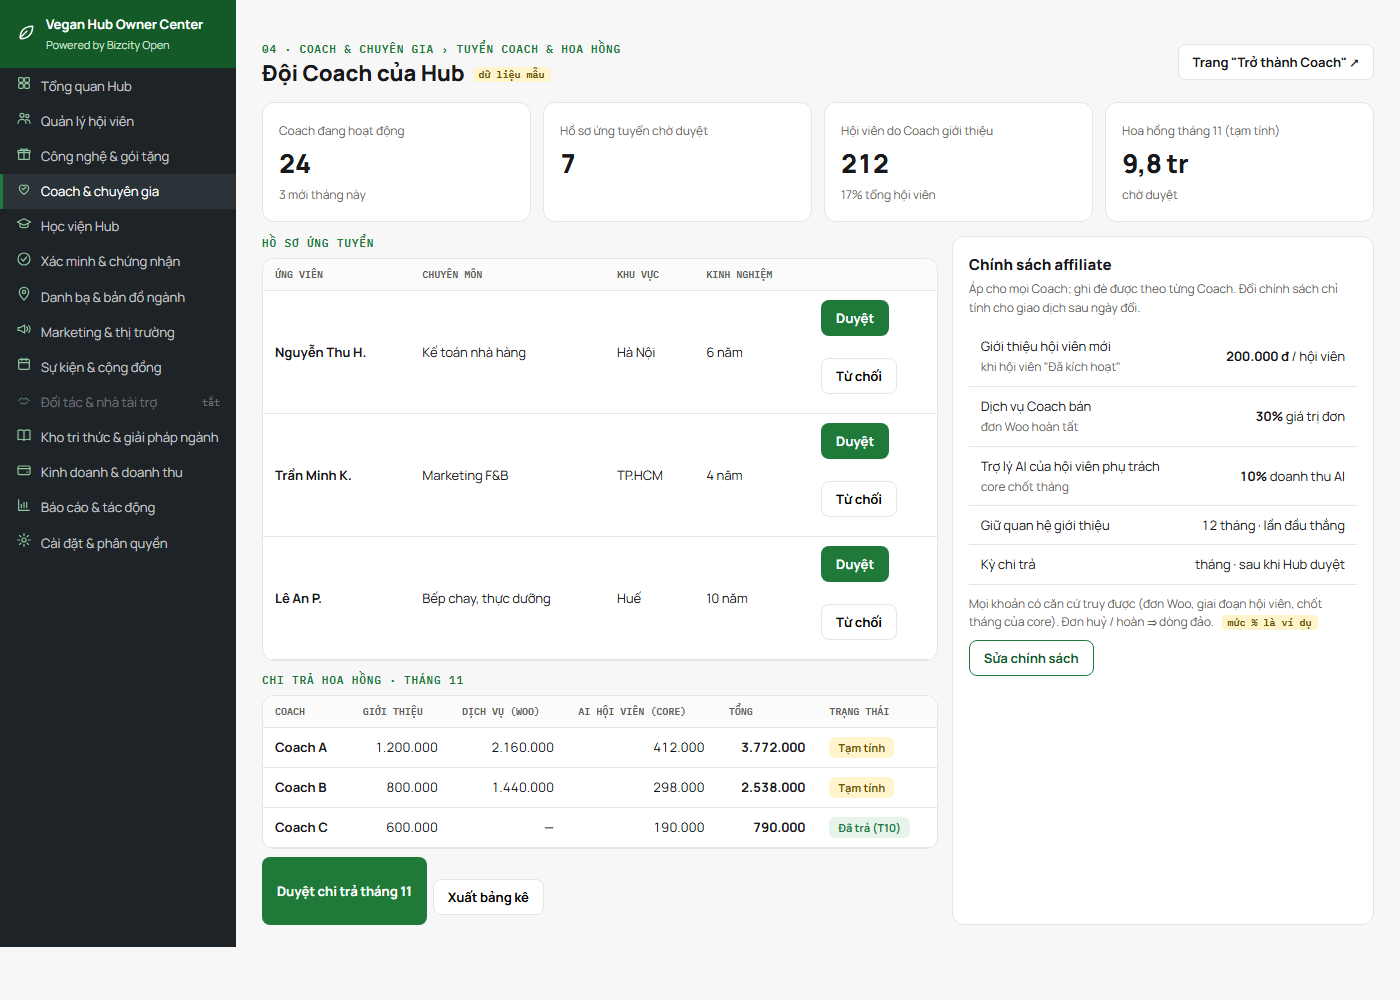 Vegan Hub Owner Center
Powered by Bizcity Open
Tổng quan Hub
Quản lý hội viên
Công nghệ & gói tặng
Coach & chuyên gia
Học viện Hub
Xác minh & chứng nhận
Danh bạ & bản đồ ngành
Marketing & thị trường
Sự kiện & cộng đồng
Đối tác & nhà tài trợ tắt
Kho tri thức & giải pháp ngành
Kinh doanh & doanh thu
Báo cáo & tác động
Cài đặt & phân quyền
04 · COACH & CHUYÊN GIA › TUYỂN COACH & HOA HỒNG
Đội Coach của Hub dữ liệu mẫu
Trang "Trở thành Coach" ↗
Coach đang hoạt động
24
3 mới tháng này
Hồ sơ ứng tuyển chờ duyệt
7
Hội viên do Coach giới thiệu
212
17% tổng hội viên
Hoa hồng tháng 11 (tạm tính)
9,8 tr
chờ duyệt
HỒ SƠ ỨNG TUYỂN
ỨNG VIÊN CHUYÊN MÔN KHU VỰC KINH NGHIỆM
Nguyễn Thu H. Kế toán nhà hàng Hà Nội 6 năm
Duyệt
Từ chối
Trần Minh K. Marketing F&B TP.HCM 4 năm
Duyệt
Từ chối
Lê An P. Bếp chay, thực dưỡng Huế 10 năm
Duyệt
Từ chối
CHI TRẢ HOA HỒNG · THÁNG 11
COACH GIỚI THIỆU DỊCH VỤ (WOO) AI HỘI VIÊN (CORE) TỔNG TRẠNG THÁI
Coach A 1.200.000 2.160.000 412.000 3.772.000 Tạm tính
Coach B 800.000 1.440.000 298.000 2.538.000 Tạm tính
Coach C 600.000 — 190.000 790.000 Đã trả (T10)
Duyệt chi trả tháng 11
Xuất bảng kê
Chính sách affiliate
Áp cho mọi Coach; ghi đè được theo từng Coach. Đổi chính sách chỉ
tính cho giao dịch sau ngày đổi.
Giới thiệu hội viên mới
khi hội viên "Đã kích hoạt"
200.000 đ / hội viên
Dịch vụ Coach bán
đơn Woo hoàn tất
30% giá trị đơn
Trợ lý AI của hội viên phụ trách
core chốt tháng
10% doanh thu AI
Giữ quan hệ giới thiệu 12 tháng · lần đầu thắng
Kỳ chi trả tháng · sau khi Hub duyệt
Mọi khoản có căn cứ truy được (đơn Woo, giai đoạn hội viên, chốt
tháng của core). Đơn huỷ / hoàn ⇒ dòng đảo. mức % là ví dụ
Sửa chính sách